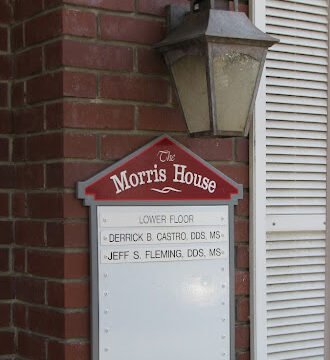 The
Morris House
LOWER FLOOR
DERRICK B. CASTRO, DDS, MS
JEFF S. FLEMING, DDS, MS